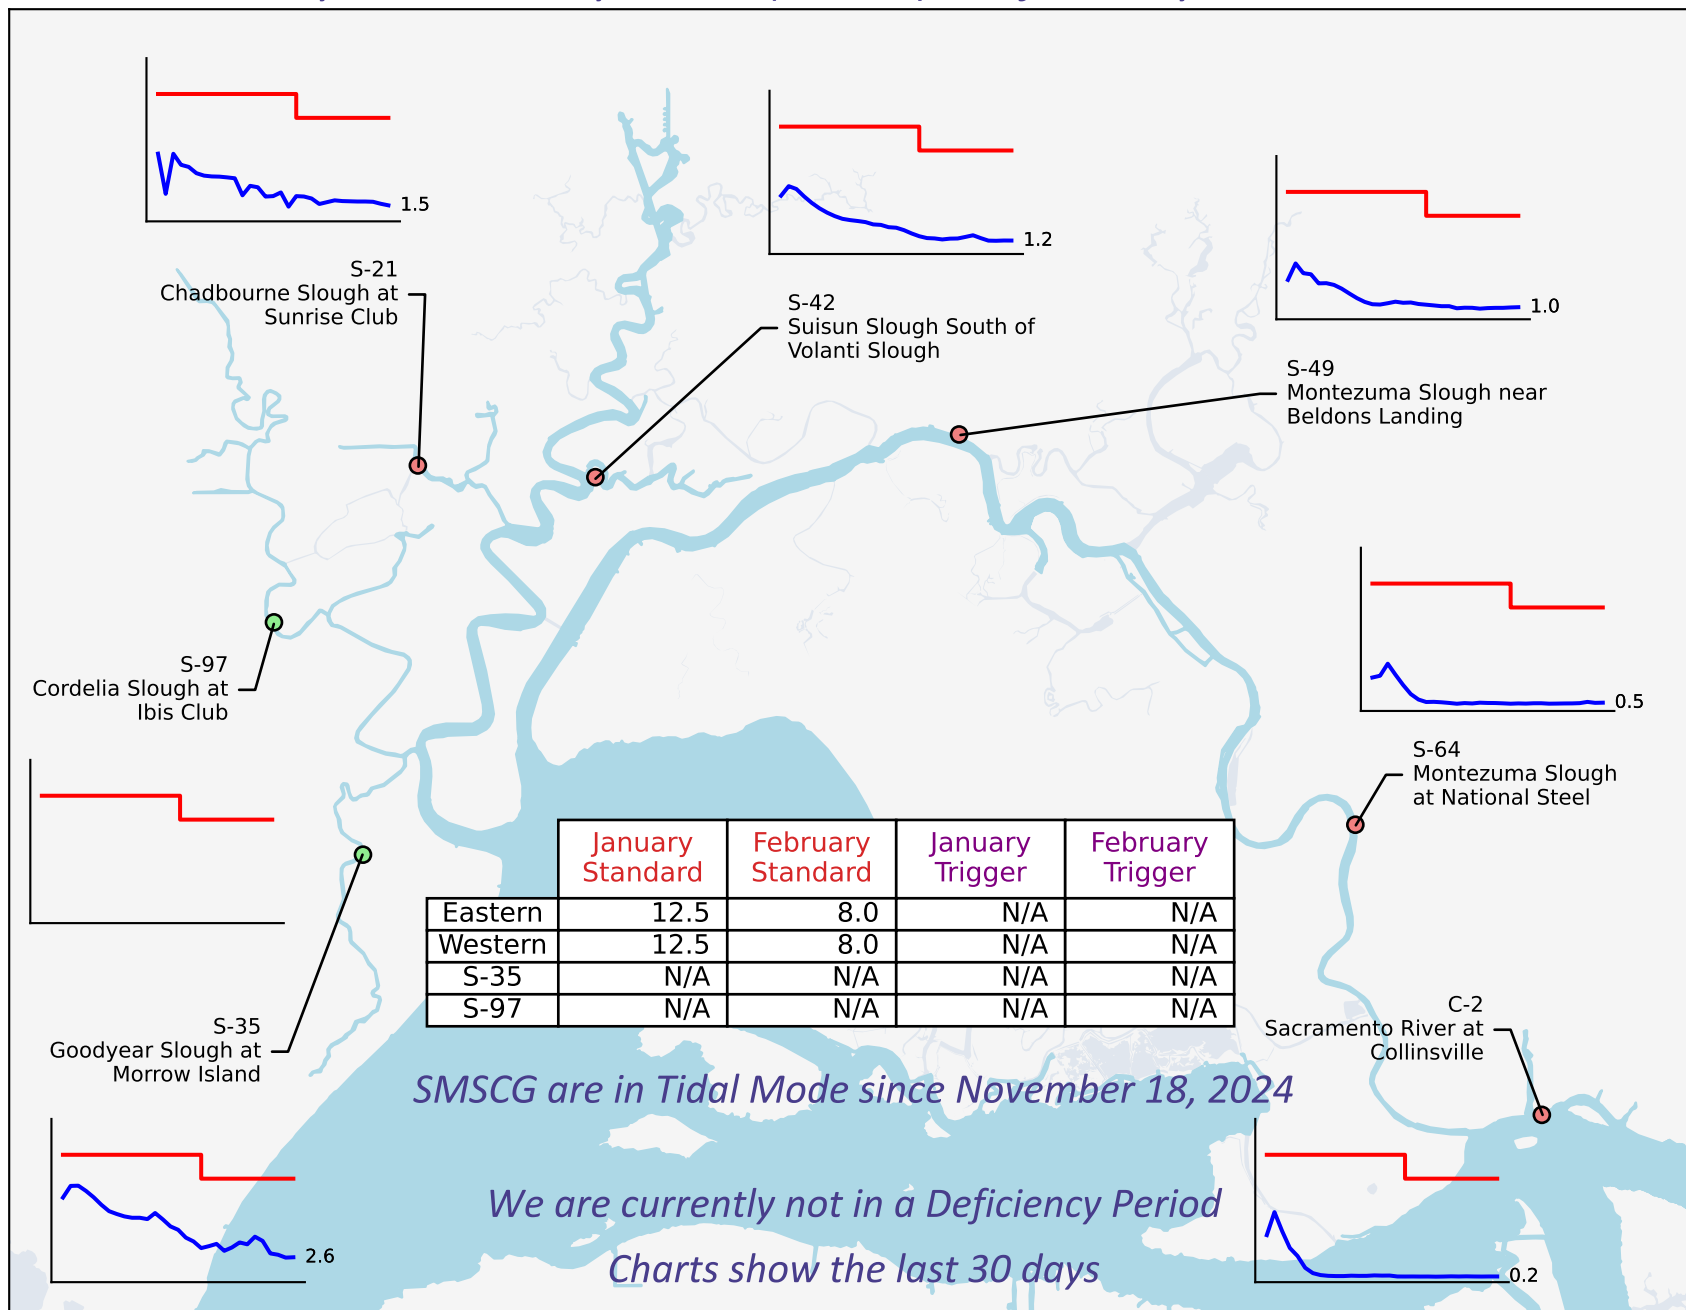 1.5
1.2
1.0
S-21
Chadbourne Slough at
Sunrise Club
S-42
Suisun Slough South of
Volanti Slough
S-49
Montezuma Slough near
Beldons Landing
S-97
Cordelia Slough at
Ibis Club
0.5
S-64
Montezuma Slough
at National Steel
January Standard February Standard January Trigger February Trigger
Eastern 12.5 8.0 N/A N/A
Western 12.5 8.0 N/A N/A
S-35 N/A N/A N/A N/A
S-97 N/A N/A N/A N/A
S-35
Goodyear Slough at
Morrow Island
C-2
Sacramento River at
Collinsville
SMSCG are in Tidal Mode since November 18, 2024
We are currently not in a Deficiency Period
Charts show the last 30 days
2.6
0.2